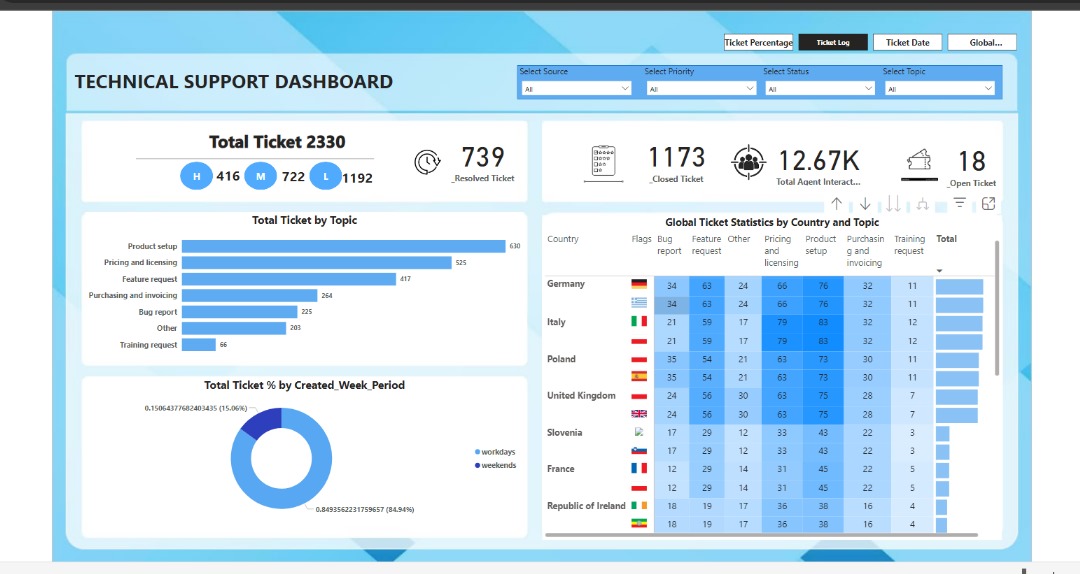 Ticket Percentage Ticket Log Ticket Date Global...
TECHNICAL SUPPORT DASHBOARD
Select Source Select Priority Select Status Select Topic
All All All All
Total Ticket 2330
H 416 M 722 L 1192
739
_Resolved Ticket
1173
_Closed Ticket
12.67K
Total Agent Interact...
18
_Open Ticket
Total Ticket by Topic
Product setup 630
Pricing and licensing 525
Feature request 417
Purchasing and invoicing 264
Bug report 225
Other 203
Training request 66
Total Ticket % by Created_Week_Period
0.15064377682403435 (15.06%)
workdays
weekends
0.8493562231759657 (84.94%)
Global Ticket Statistics by Country and Topic
Country Flags Bug Feature Other Pricing Product Purchasin Training Total
report request and setup g and request
licensing invoicing
Germany 34 63 24 66 76 32 11
34 63 24 66 76 32 11
Italy 21 59 17 79 83 32 12
21 59 17 79 83 32 12
Poland 35 54 21 63 73 30 11
35 54 21 63 73 30 11
United Kingdom 24 56 30 63 75 28 7
24 56 30 63 75 28 7
Slovenia 17 29 12 33 43 22 3
17 29 12 33 43 22 3
France 12 29 14 31 45 22 5
12 29 14 31 45 22 5
Republic of Ireland 18 19 17 36 38 16 4
18 19 17 36 38 16 4